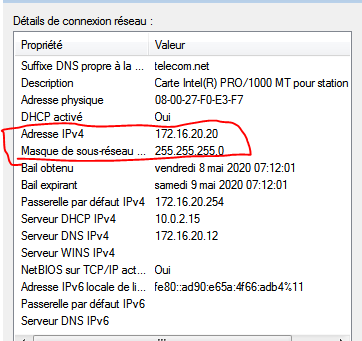 Détails de connexion réseau :
Propriété Valeur
Suffixe DNS propre à la ... telecom.net
Description Carte Intel(R) PRO/1000 MT pour station
Adresse physique 08-00-27-F0-E3-F7
DHCP activé Oui
Adresse IPv4 172.16.20.20
Masque de sous-réseau ... 255.255.255.0
Bail obtenu vendredi 8 mai 2020 07:12:01
Bail expirant samedi 9 mai 2020 07:12:01
Passerelle par défaut IPv4 172.16.20.254
Serveur DHCP IPv4 10.0.2.15
Serveur DNS IPv4 172.16.20.12
Serveur WINS IPv4
NetBIOS sur TCP/IP act... Oui
Adresse IPv6 locale de li... fe80::ad90:e65a:4f66:adb4%11
Passerelle par défaut IPv6
Serveur DNS IPv6